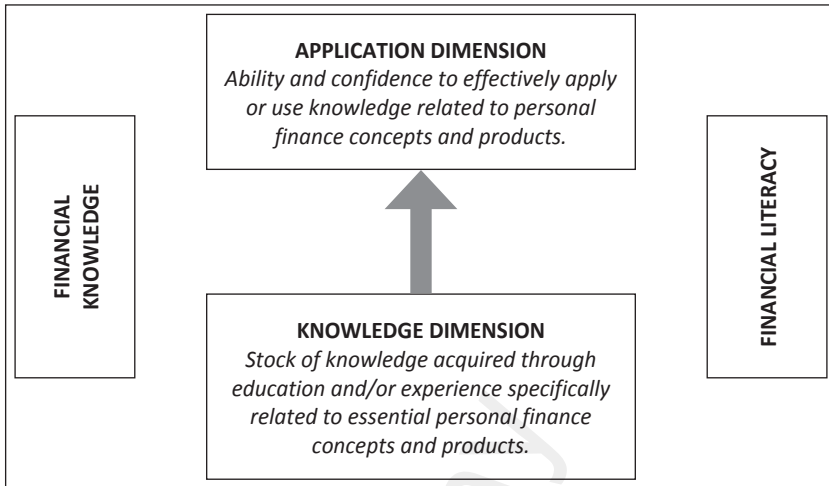 APPLICATION DIMENSION
Ability and confidence to effectively apply
or use knowledge related to personal
finance concepts and products.
FINANCIAL
KNOWLEDGE
FINANCIAL LITERACY
KNOWLEDGE DIMENSION
Stock of knowledge acquired through
education and/or experience specifically
related to essential personal finance
concepts and products.